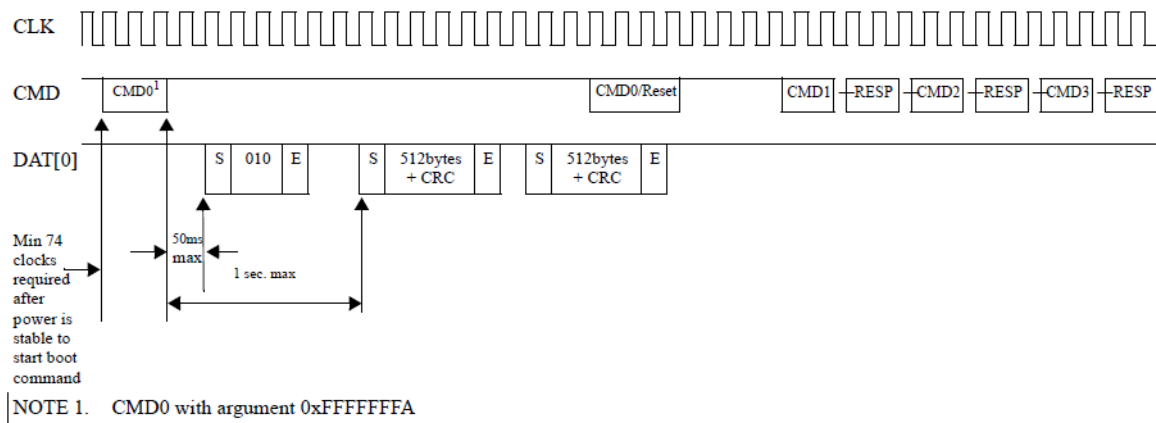 CLK
CMD CMD0¹ CMD0/Reset CMD1 RESP CMD2 RESP CMD3 RESP
DAT[0] S 010 E S 512bytes + CRC E S 512bytes + CRC E
50ms max
1 sec. max
Min 74
clocks
required
after
power is
stable to
start boot
command
NOTE 1. CMD0 with argument 0xFFFFFFFA